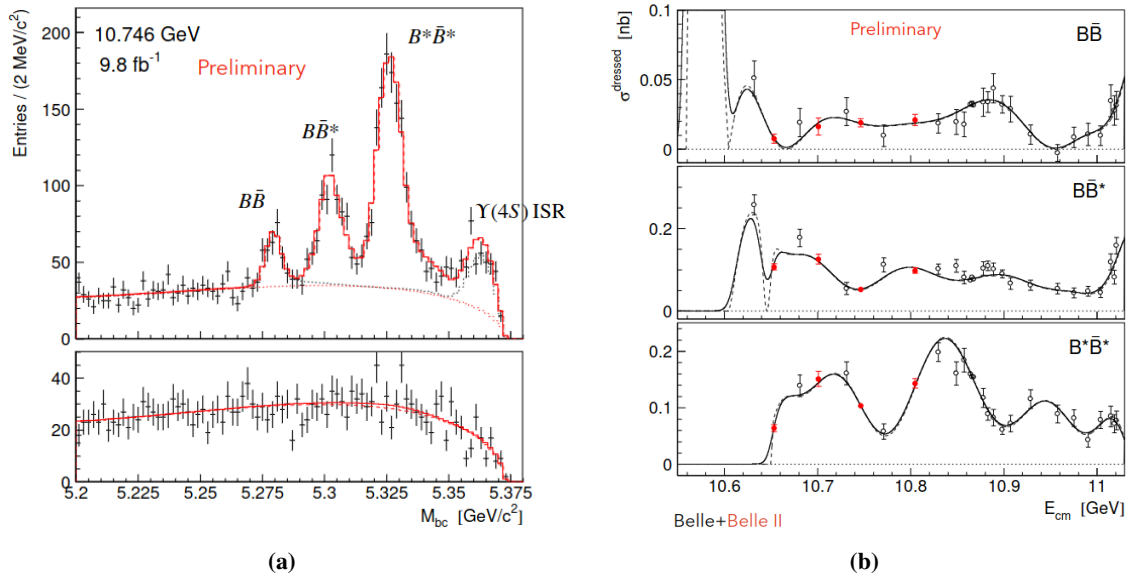 200
150
100
50
0
Entries / (2 MeV/c²)
10.746 GeV
9.8 fb⁻¹
Preliminary
B*B̄*
BB̄*
BB̄
Υ(4S) ISR
40
20
0
5.2 5.225 5.25 5.275 5.3 5.325 5.35 5.375
M_bc [GeV/c²]
(a)
σ^dressed [nb]
0.1
0.05
0
Preliminary
BB̄
0.2
0.1
0
BB̄*
0.2
0.1
0
B*B̄*
10.6 10.7 10.8 10.9 11
E_cm [GeV]
Belle+Belle II
(b)